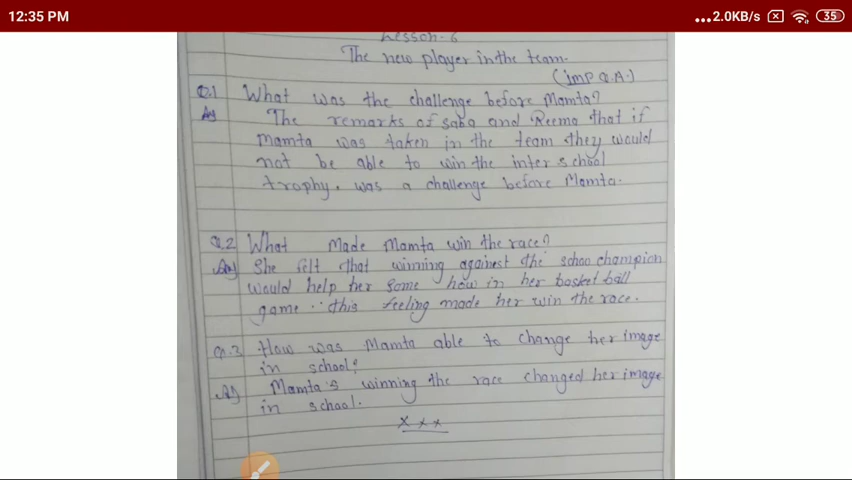 12:35 PM ...2.0KB/s 35
Lesson-6
The new player in the team.
(imp Q.A.)
Q.1 What was the challenge before Mamta?
Ans The remarks of Saba and Reema that if
Mamta was taken in the team they would
not be able to win the inter school
trophy. was a challenge before Mamta.
Q.2 What Made Mamta win the race?
Ans She felt that winning against the schoo champion
would help her some how in her basket ball
game .. this feeling made her win the race.
Q.3 How was Mamta able to change her image
in school?
Ans Mamta's winning the race changed her image
in school.
x x x